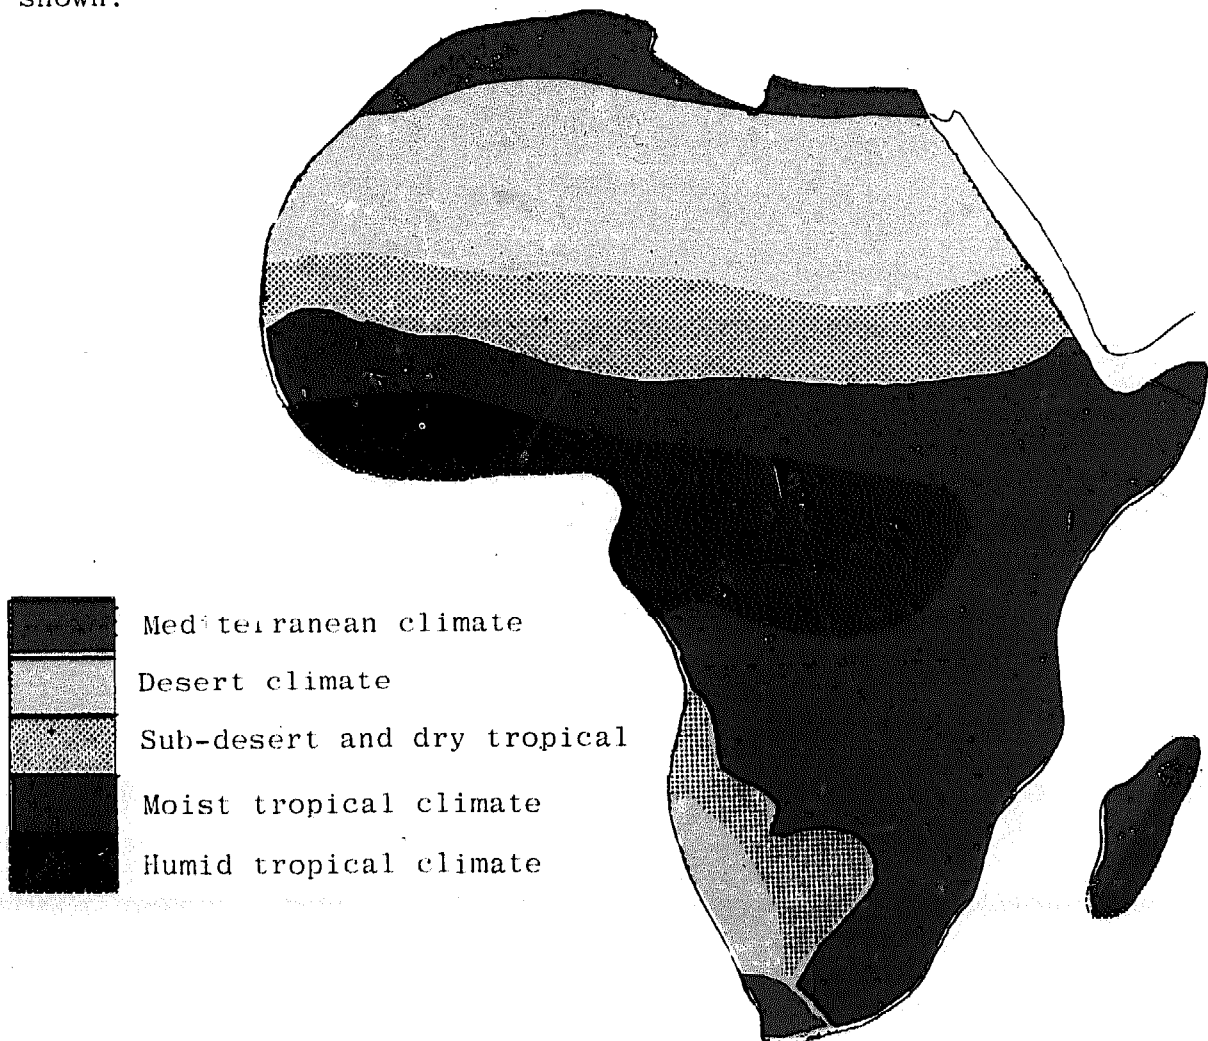 shown:
Mediterranean climate
Desert climate
Sub-desert and dry tropical
Moist tropical climate
Humid tropical climate